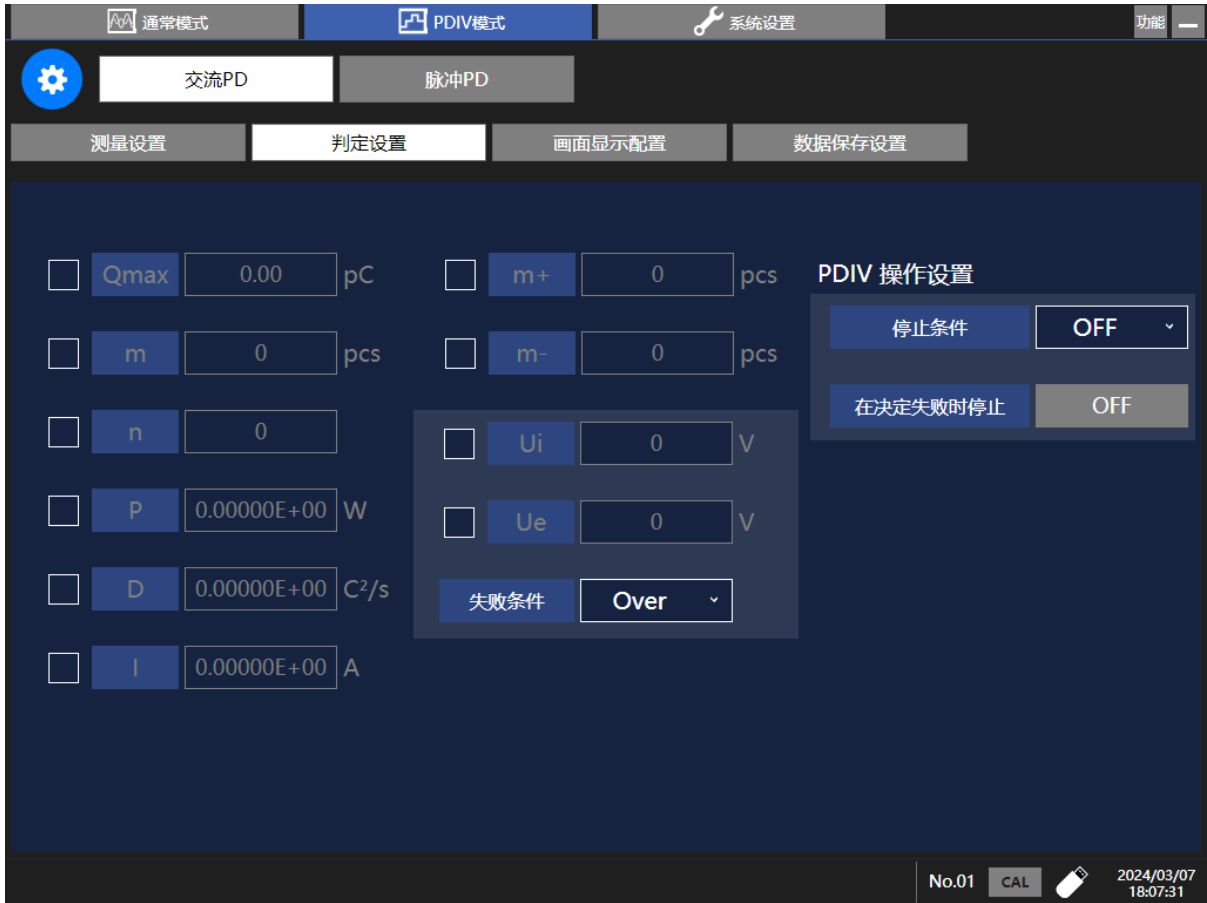 通常模式 PDIV模式 系统设置 功能
交流PD 脉冲PD
测量设置 判定设置 画面显示配置 数据保存设置
Qmax 0.00 pC m+ 0 pcs PDIV 操作设置
停止条件 OFF
m 0 pcs m- 0 pcs
在决定失败时停止 OFF
n 0
Ui 0 V
P 0.00000E+00 W
Ue 0 V
D 0.00000E+00 C²/s
失败条件 Over
I 0.00000E+00 A
No.01 CAL 2024/03/07
18:07:31